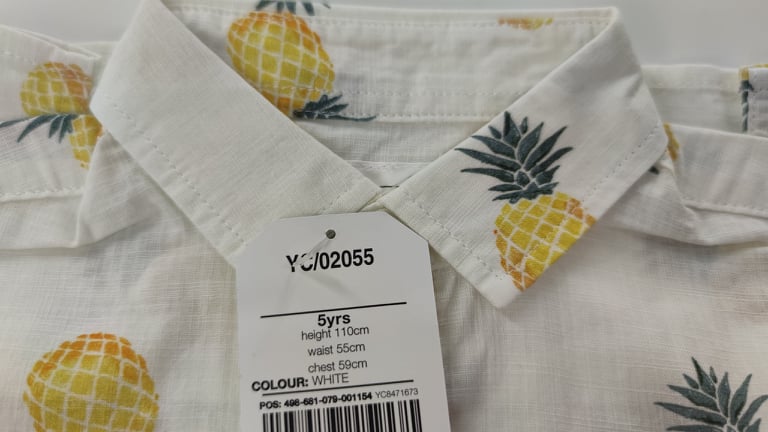 YC/02055
5yrs
height 110cm
waist 55cm
chest 59cm
COLOUR: WHITE
POS: 498-681-079-001154 YC8471673